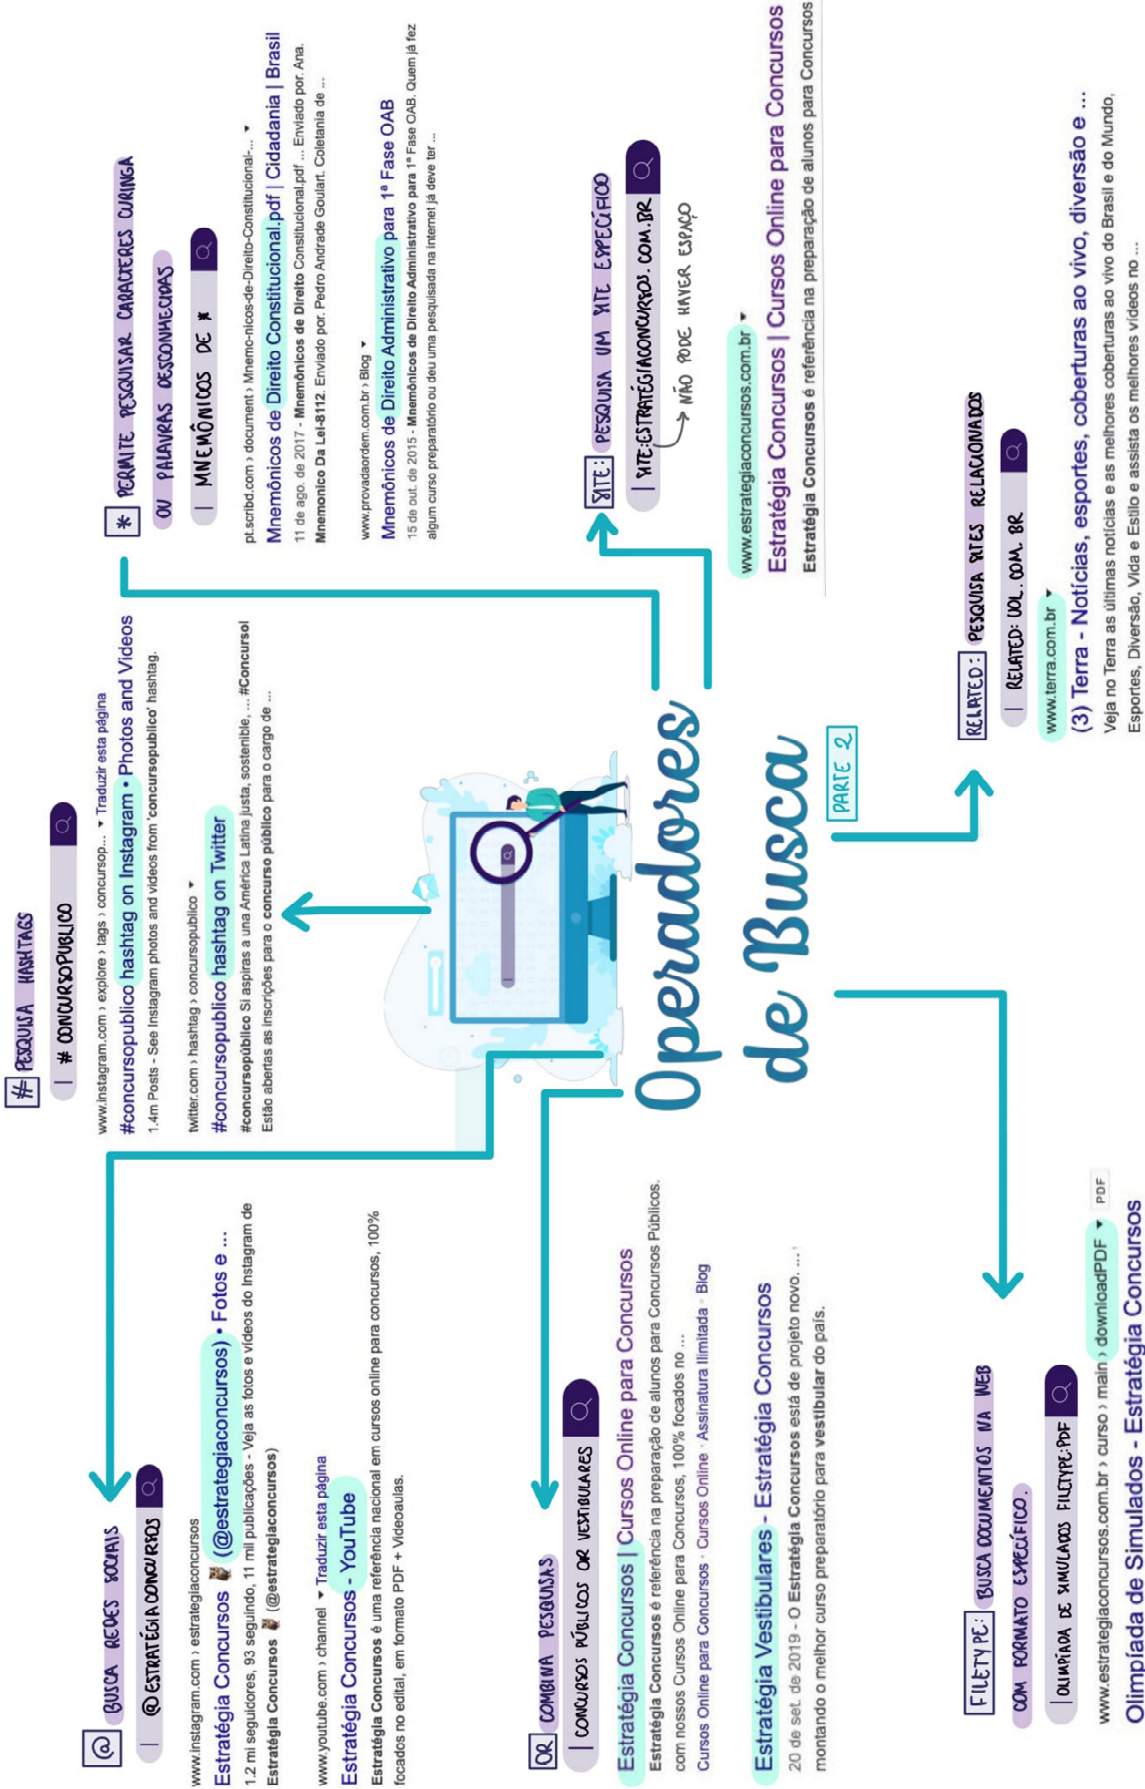 @ BUSCA REDES SOCIAIS
@ESTRATÉGIACONCURSOS
www.instagram.com › estrategiaconcursos
Estratégia Concursos (@estrategiaconcursos) • Fotos e ...
1.2 mi seguidores, 93 seguindo, 11 mil publicações - Veja as fotos e vídeos do Instagram de
Estratégia Concursos (@estrategiaconcursos)
www.youtube.com › channel ▾ Traduzir esta página
Estratégia Concursos - YouTube
Estratégia Concursos é uma referência nacional em cursos online para concursos, 100%
focados no edital, em formato PDF + Videoaulas.
# PESQUISA HASHTAGS
# CONCURSOPUBLICO
www.instagram.com › explore › tags › concursop... ▾ Traduzir esta página
#concursopublico hashtag on Instagram • Photos and Videos
1.4m Posts - See Instagram photos and videos from 'concursopublico' hashtag.
twitter.com › hashtag › concursopublico ▾
#concursopublico hashtag on Twitter
#concursopúblico Si aspiras a una América Latina justa, sostenible, ... #Concursol
Estão abertas as inscrições para o concurso público para o cargo de ...
* PERMITE PESQUISAR CARACTERES CURINGA
OU PALAVRAS DESCONHECIDAS
MNEMÔNICOS DE *
pt.scribd.com › document › Mnemo-nicos-de-Direito-Constitucional-... ▾
Mnemônicos de Direito Constitucional.pdf | Cidadania | Brasil
11 de ago. de 2017 - Mnemônicos de Direito Constitucional.pdf ... Enviado por. Ana.
Mnemonico Da Lei-8112. Enviado por. Pedro Andrade Goulart. Coletania de ...
www.provadaordem.com.br › Blog ▾
Mnemônicos de Direito Administrativo para 1ª Fase OAB
15 de out. de 2015 - Mnemônicos de Direito Administrativo para 1ª Fase OAB. Quem já fez
algum curso preparatório ou deu uma pesquisada na internet já deve ter ...
Operadores
de Busca
PARTE 2
OR COMBINA PESQUISAS
CONCURSOS PÚBLICOS OR VESTIBULARES
Estratégia Concursos | Cursos Online para Concursos
Estratégia Concursos é referência na preparação de alunos para Concursos Públicos.
com nossos Cursos Online para Concursos, 100% focados no ...
Cursos Online para Concursos · Cursos Online · Assinatura Ilimitada · Blog
Estratégia Vestibulares - Estratégia Concursos
20 de set. de 2019 - O Estratégia Concursos está de projeto novo. ...
montando o melhor curso preparatório para vestibular do país.
SITE: PESQUISA UM SITE ESPECÍFICO
SITE:ESTRATÉGIACONCURSOS.COM.BR
NÃO PODE HAVER ESPAÇO
www.estrategiaconcursos.com.br ▾
Estratégia Concursos | Cursos Online para Concursos
Estratégia Concursos é referência na preparação de alunos para Concursos
FILETYPE: BUSCA DOCUMENTOS NA WEB
COM FORMATO ESPECÍFICO.
OLIMPÍADA DE SIMULADOS FILETYPE:PDF
www.estrategiaconcursos.com.br › curso › main › downloadPDF ▾ PDF
Olimpíada de Simulados - Estratégia Concursos
RELATED: PESQUISA SITES RELACIONADOS
RELATED: UOL.COM.BR
www.terra.com.br ▾
(3) Terra - Notícias, esportes, coberturas ao vivo, diversão e ...
Veja no Terra as últimas notícias e as melhores coberturas ao vivo do Brasil e do Mundo,
Esportes, Diversão, Vida e Estilo e assista os melhores vídeos no ...